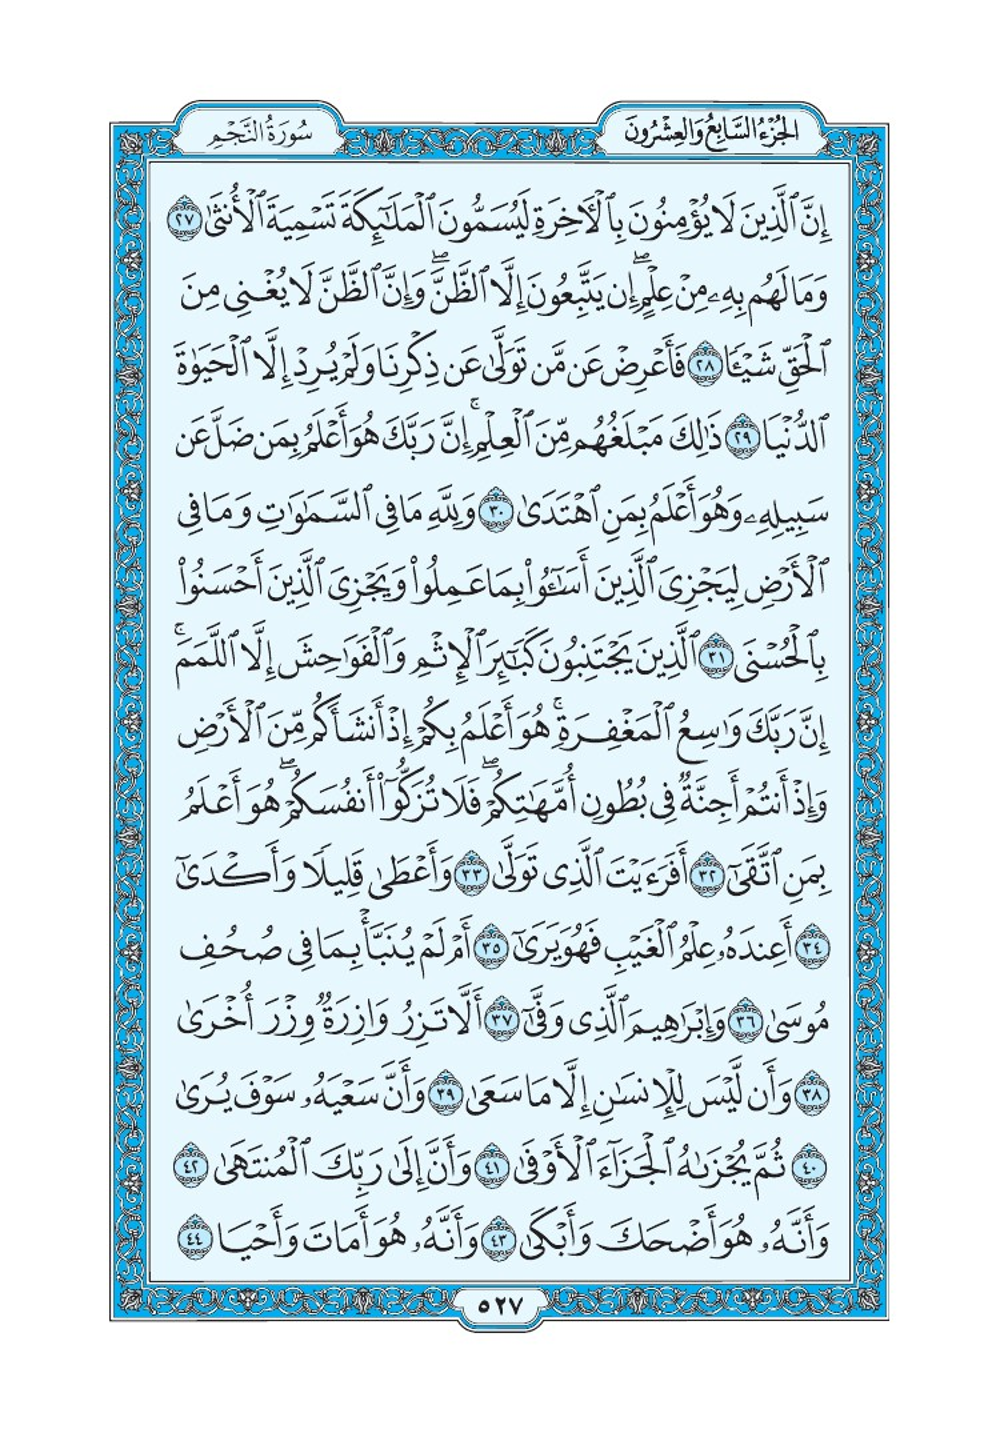 سُورَةُ النَّجْمِ
الجُزْءُ السَّابِعُ وَالعِشْرُونَ
إِنَّ ٱلَّذِينَ لَا يُؤْمِنُونَ بِٱلْأَخِرَةِ لَيُسَمُّونَ ٱلْمَلَٰٓئِكَةَ تَسْمِيَةَ ٱلْأُنثَىٰ ٢٧
وَمَا لَهُم بِهِۦ مِنْ عِلْمٍ ۖ إِن يَتَّبِعُونَ إِلَّا ٱلظَّنَّ ۖ وَإِنَّ ٱلظَّنَّ لَا يُغْنِى مِنَ
ٱلْحَقِّ شَيْـًٔا ٢٨ فَأَعْرِضْ عَن مَّن تَوَلَّىٰ عَن ذِكْرِنَا وَلَمْ يُرِدْ إِلَّا ٱلْحَيَوٰةَ
ٱلدُّنْيَا ٢٩ ذَٰلِكَ مَبْلَغُهُم مِّنَ ٱلْعِلْمِ ۚ إِنَّ رَبَّكَ هُوَ أَعْلَمُ بِمَن ضَلَّ عَن
سَبِيلِهِۦ وَهُوَ أَعْلَمُ بِمَنِ ٱهْتَدَىٰ ٣٠ وَلِلَّهِ مَا فِى ٱلسَّمَٰوَٰتِ وَمَا فِى
ٱلْأَرْضِ لِيَجْزِىَ ٱلَّذِينَ أَسَٰٓـُٔوا۟ بِمَا عَمِلُوا۟ وَيَجْزِىَ ٱلَّذِينَ أَحْسَنُوا۟
بِٱلْحُسْنَى ٣١ ٱلَّذِينَ يَجْتَنِبُونَ كَبَٰٓئِرَ ٱلْإِثْمِ وَٱلْفَوَٰحِشَ إِلَّا ٱللَّمَمَ ۚ
إِنَّ رَبَّكَ وَٰسِعُ ٱلْمَغْفِرَةِ ۚ هُوَ أَعْلَمُ بِكُمْ إِذْ أَنشَأَكُم مِّنَ ٱلْأَرْضِ
وَإِذْ أَنتُمْ أَجِنَّةٌ فِى بُطُونِ أُمَّهَٰتِكُمْ ۖ فَلَا تُزَكُّوٓا۟ أَنفُسَكُمْ ۖ هُوَ أَعْلَمُ
بِمَنِ ٱتَّقَىٰٓ ٣٢ أَفَرَءَيْتَ ٱلَّذِى تَوَلَّىٰ ٣٣ وَأَعْطَىٰ قَلِيلًا وَأَكْدَىٰٓ
٣٤ أَعِندَهُۥ عِلْمُ ٱلْغَيْبِ فَهُوَ يَرَىٰٓ ٣٥ أَمْ لَمْ يُنَبَّأْ بِمَا فِى صُحُفِ
مُوسَىٰ ٣٦ وَإِبْرَٰهِيمَ ٱلَّذِى وَفَّىٰٓ ٣٧ أَلَّا تَزِرُ وَازِرَةٌ وِزْرَ أُخْرَىٰ
٣٨ وَأَن لَّيْسَ لِلْإِنسَٰنِ إِلَّا مَا سَعَىٰ ٣٩ وَأَنَّ سَعْيَهُۥ سَوْفَ يُرَىٰ
٤٠ ثُمَّ يُجْزَىٰهُ ٱلْجَزَآءَ ٱلْأَوْفَىٰ ٤١ وَأَنَّ إِلَىٰ رَبِّكَ ٱلْمُنتَهَىٰ ٤٢
وَأَنَّهُۥ هُوَ أَضْحَكَ وَأَبْكَىٰ ٤٣ وَأَنَّهُۥ هُوَ أَمَاتَ وَأَحْيَا ٤٤
٥٢٧